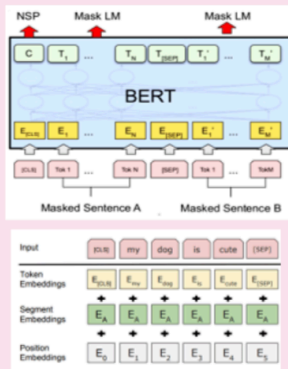 NSP Mask LM Mask LM
C T1 ... TN T[SEP] T1' ... TM'
BERT
E[CLS] E1 ... EN E[SEP] E1' ... EM'
[CLS] Tok 1 ... Tok N [SEP] Tok 1 ... TokM
Masked Sentence A Masked Sentence B
Input [CLS] my dog is cute [SEP]
Token Embeddings E[CLS] Emy Edog Eis Ecute E[SEP]
+ + + + + +
Segment Embeddings EA EA EA EA EA EA
+ + + + + +
Position Embeddings E0 E1 E2 E3 E4 E5